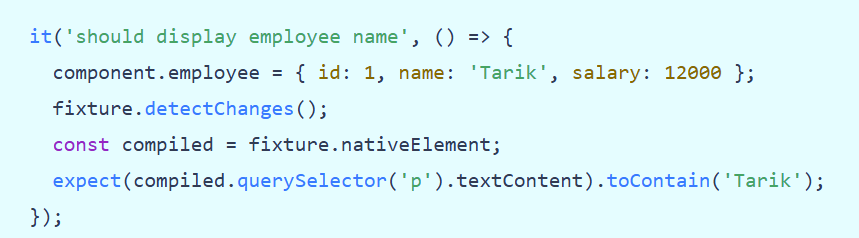 it('should display employee name', () => {
  component.employee = { id: 1, name: 'Tarik', salary: 12000 };
  fixture.detectChanges();
  const compiled = fixture.nativeElement;
  expect(compiled.querySelector('p').textContent).toContain('Tarik');
});